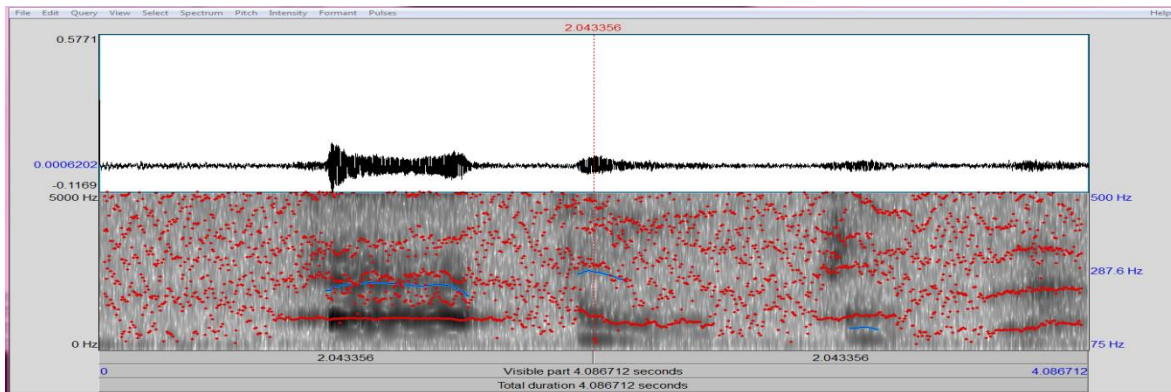 File Edit Query View Select Spectrum Pitch Intensity Formant Pulses Help
2.043356
0.5771
0.0006202
-0.1169
5000 Hz 500 Hz
287.6 Hz
0 Hz 75 Hz
2.043356 2.043356
0 Visible part 4.086712 seconds 4.086712
Total duration 4.086712 seconds